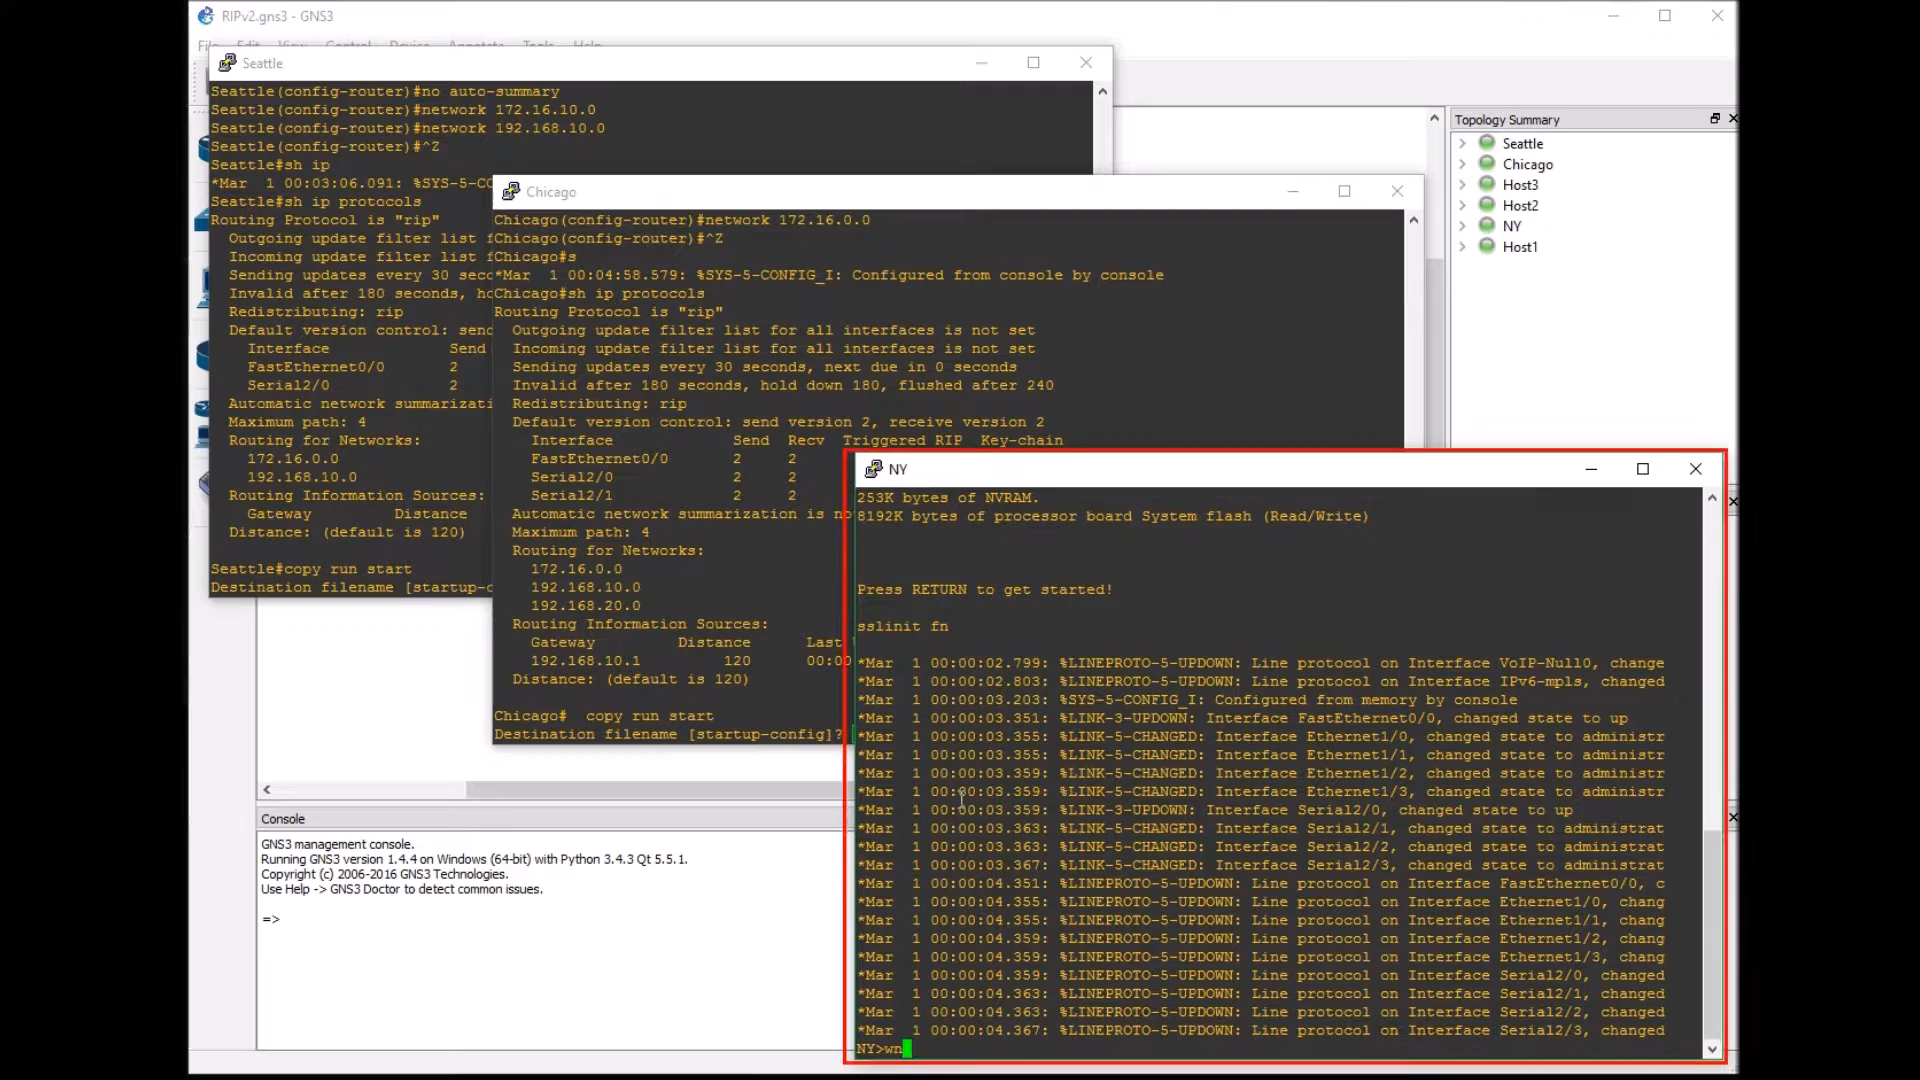 RIPv2.gns3 - GNS3
Seattle
Seattle(config-router)#no auto-summary
Seattle(config-router)#network 172.16.10.0
Seattle(config-router)#network 192.168.10.0
Seattle(config-router)#^Z
Seattle#sh ip
*Mar  1 00:03:06.091: %SYS-5-CO
Seattle#sh ip protocols
Routing Protocol is "rip"
Outgoing update filter list f
Incoming update filter list f
Sending updates every 30 sec
Invalid after 180 seconds, ho
Redistributing: rip
Default version control: send
Interface Send
FastEthernet0/0 2
Serial2/0 2
Automatic network summarizati
Maximum path: 4
Routing for Networks:
172.16.0.0
192.168.10.0
Routing Information Sources:
Gateway Distance
Distance: (default is 120)
Seattle#copy run start
Destination filename [startup-c
Chicago
Chicago(config-router)#network 172.16.0.0
Chicago(config-router)#^Z
Chicago#s
*Mar  1 00:04:58.579: %SYS-5-CONFIG_I: Configured from console by console
Chicago#sh ip protocols
Routing Protocol is "rip"
Outgoing update filter list for all interfaces is not set
Incoming update filter list for all interfaces is not set
Sending updates every 30 seconds, next due in 0 seconds
Invalid after 180 seconds, hold down 180, flushed after 240
Redistributing: rip
Default version control: send version 2, receive version 2
Interface Send Recv Triggered RIP Key-chain
FastEthernet0/0 2 2
Serial2/0 2 2
Serial2/1 2 2
Automatic network summarization is no
Maximum path: 4
Routing for Networks:
172.16.0.0
192.168.10.0
192.168.20.0
Routing Information Sources:
Gateway Distance Last
192.168.10.1 120 00:00
Distance: (default is 120)
Chicago#  copy run start
Destination filename [startup-config]?
NY
253K bytes of NVRAM.
8192K bytes of processor board System flash (Read/Write)
Press RETURN to get started!
sslinit fn
*Mar  1 00:00:02.799: %LINEPROTO-5-UPDOWN: Line protocol on Interface VoIP-Null0, change
*Mar  1 00:00:02.803: %LINEPROTO-5-UPDOWN: Line protocol on Interface IPv6-mpls, changed
*Mar  1 00:00:03.203: %SYS-5-CONFIG_I: Configured from memory by console
*Mar  1 00:00:03.351: %LINK-3-UPDOWN: Interface FastEthernet0/0, changed state to up
*Mar  1 00:00:03.355: %LINK-5-CHANGED: Interface Ethernet1/0, changed state to administr
*Mar  1 00:00:03.355: %LINK-5-CHANGED: Interface Ethernet1/1, changed state to administr
*Mar  1 00:00:03.359: %LINK-5-CHANGED: Interface Ethernet1/2, changed state to administr
*Mar  1 00:00:03.359: %LINK-5-CHANGED: Interface Ethernet1/3, changed state to administr
*Mar  1 00:00:03.359: %LINK-3-UPDOWN: Interface Serial2/0, changed state to up
*Mar  1 00:00:03.363: %LINK-5-CHANGED: Interface Serial2/1, changed state to administrat
*Mar  1 00:00:03.363: %LINK-5-CHANGED: Interface Serial2/2, changed state to administrat
*Mar  1 00:00:03.367: %LINK-5-CHANGED: Interface Serial2/3, changed state to administrat
*Mar  1 00:00:04.351: %LINEPROTO-5-UPDOWN: Line protocol on Interface FastEthernet0/0, c
*Mar  1 00:00:04.355: %LINEPROTO-5-UPDOWN: Line protocol on Interface Ethernet1/0, chang
*Mar  1 00:00:04.355: %LINEPROTO-5-UPDOWN: Line protocol on Interface Ethernet1/1, chang
*Mar  1 00:00:04.359: %LINEPROTO-5-UPDOWN: Line protocol on Interface Ethernet1/2, chang
*Mar  1 00:00:04.359: %LINEPROTO-5-UPDOWN: Line protocol on Interface Ethernet1/3, chang
*Mar  1 00:00:04.359: %LINEPROTO-5-UPDOWN: Line protocol on Interface Serial2/0, changed
*Mar  1 00:00:04.363: %LINEPROTO-5-UPDOWN: Line protocol on Interface Serial2/1, changed
*Mar  1 00:00:04.363: %LINEPROTO-5-UPDOWN: Line protocol on Interface Serial2/2, changed
*Mar  1 00:00:04.367: %LINEPROTO-5-UPDOWN: Line protocol on Interface Serial2/3, changed
NY>wn
Topology Summary
Seattle
Chicago
Host3
Host2
NY
Host1
Console
GNS3 management console.
Running GNS3 version 1.4.4 on Windows (64-bit) with Python 3.4.3 Qt 5.5.1.
Copyright (c) 2006-2016 GNS3 Technologies.
Use Help -> GNS3 Doctor to detect common issues.
=>